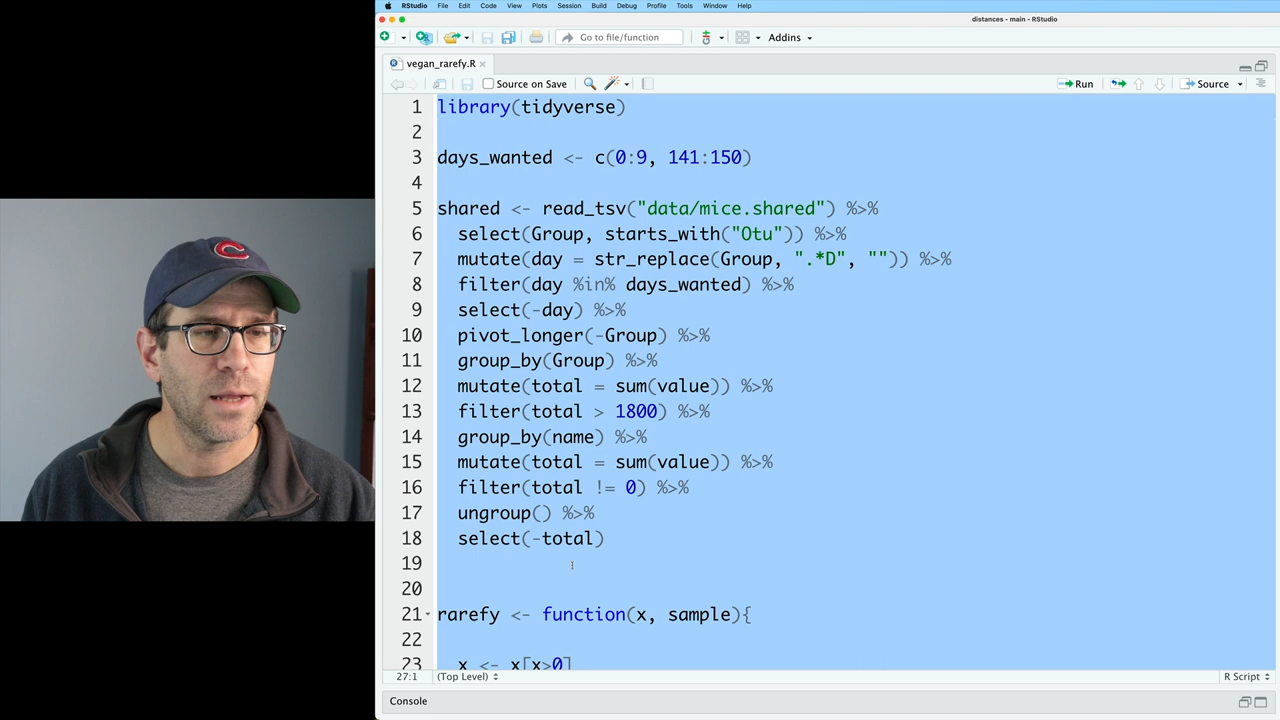 RStudio File Edit Code View Plots Session Build Debug Profile Tools Window Help
distances - main - RStudio
Go to file/function Addins
vegan_rarefy.R
Source on Save Run Source
1 library(tidyverse)
2
3 days_wanted <- c(0:9, 141:150)
4
5 shared <- read_tsv("data/mice.shared") %>%
6 select(Group, starts_with("Otu")) %>%
7 mutate(day = str_replace(Group, ".*D", "")) %>%
8 filter(day %in% days_wanted) %>%
9 select(-day) %>%
10 pivot_longer(-Group) %>%
11 group_by(Group) %>%
12 mutate(total = sum(value)) %>%
13 filter(total > 1800) %>%
14 group_by(name) %>%
15 mutate(total = sum(value)) %>%
16 filter(total != 0) %>%
17 ungroup() %>%
18 select(-total)
19
20
21 rarefy <- function(x, sample){
22
23 x <- x[x>0]
27:1 (Top Level) R Script
Console
C